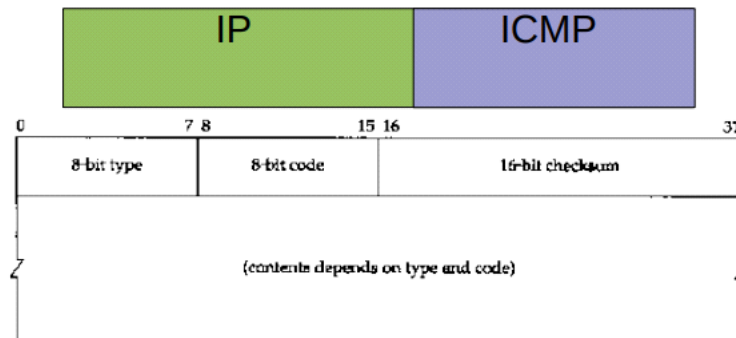 IP ICMP
0 7 8 15 16 37
8-bit type 8-bit code 16-bit checksum
(contents depends on type and code)